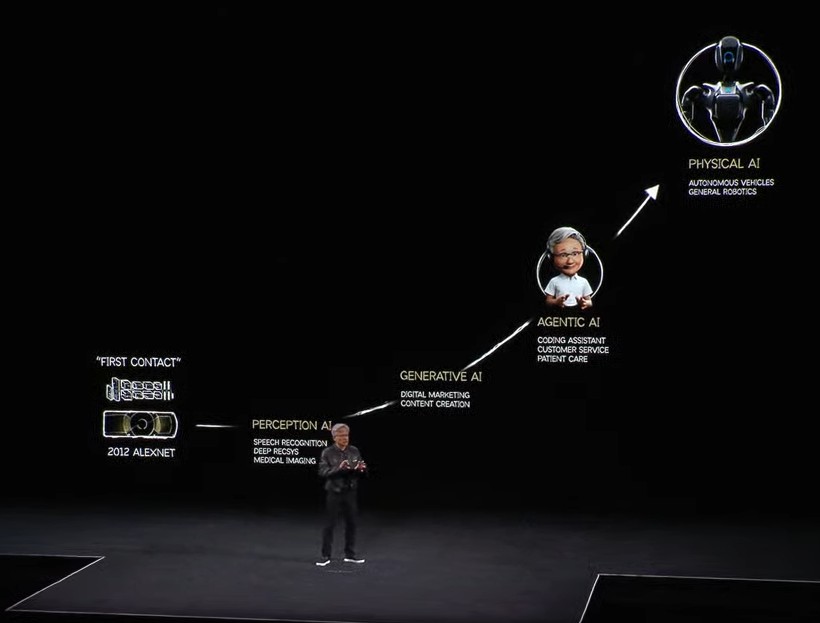 "FIRST CONTACT"
2012 ALEXNET
PERCEPTION AI
SPEECH RECOGNITION
DEEP RECSYS
MEDICAL IMAGING
GENERATIVE AI
DIGITAL MARKETING
CONTENT CREATION
AGENTIC AI
CODING ASSISTANT
CUSTOMER SERVICE
PATIENT CARE
PHYSICAL AI
AUTONOMOUS VEHICLES
GENERAL ROBOTICS